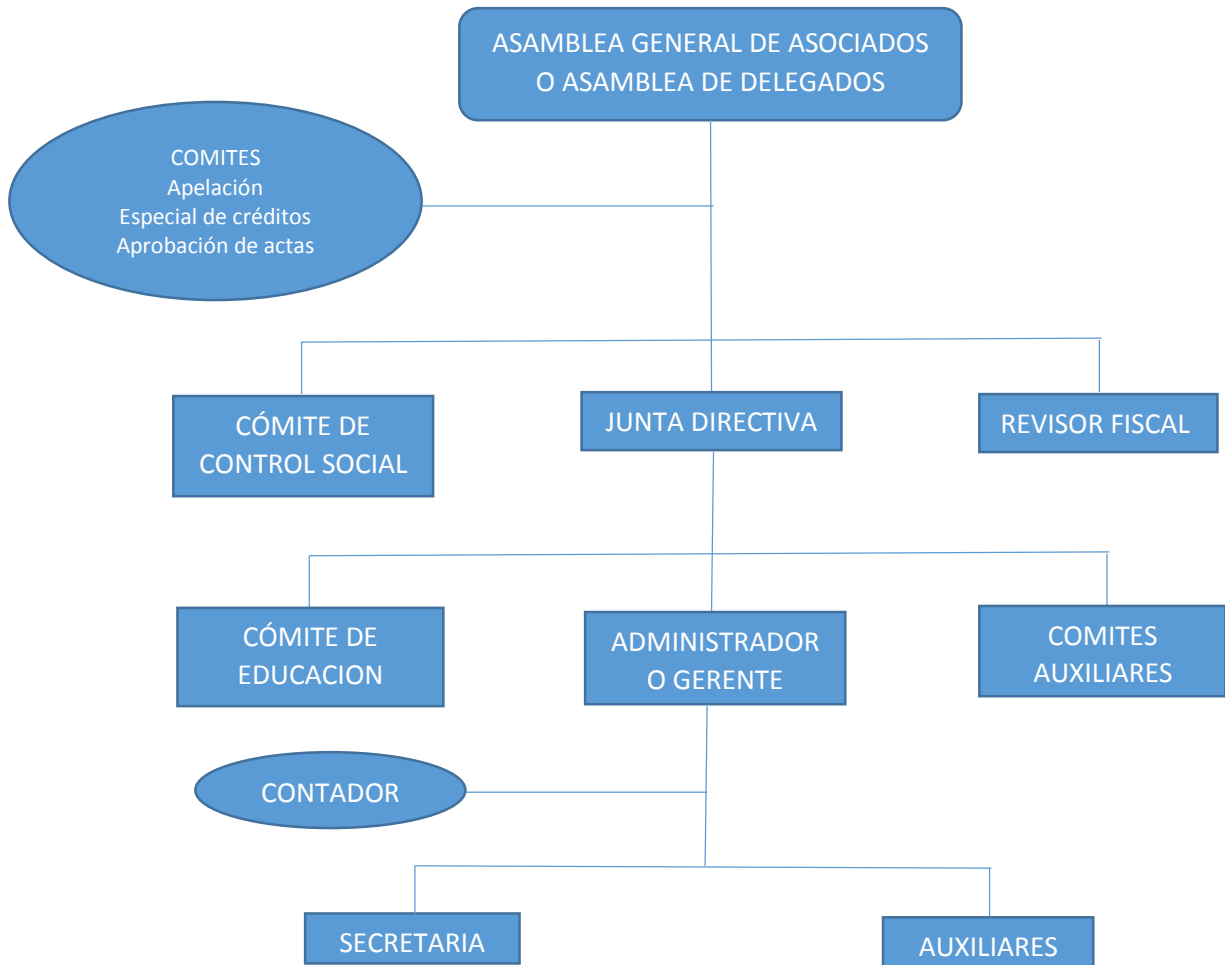 ASAMBLEA GENERAL DE ASOCIADOS
O ASAMBLEA DE DELEGADOS
COMITES
Apelación
Especial de créditos
Aprobación de actas
CÓMITE DE
CONTROL SOCIAL
JUNTA DIRECTIVA
REVISOR FISCAL
CÓMITE DE
EDUCACION
ADMINISTRADOR
O GERENTE
COMITES
AUXILIARES
CONTADOR
SECRETARIA
AUXILIARES